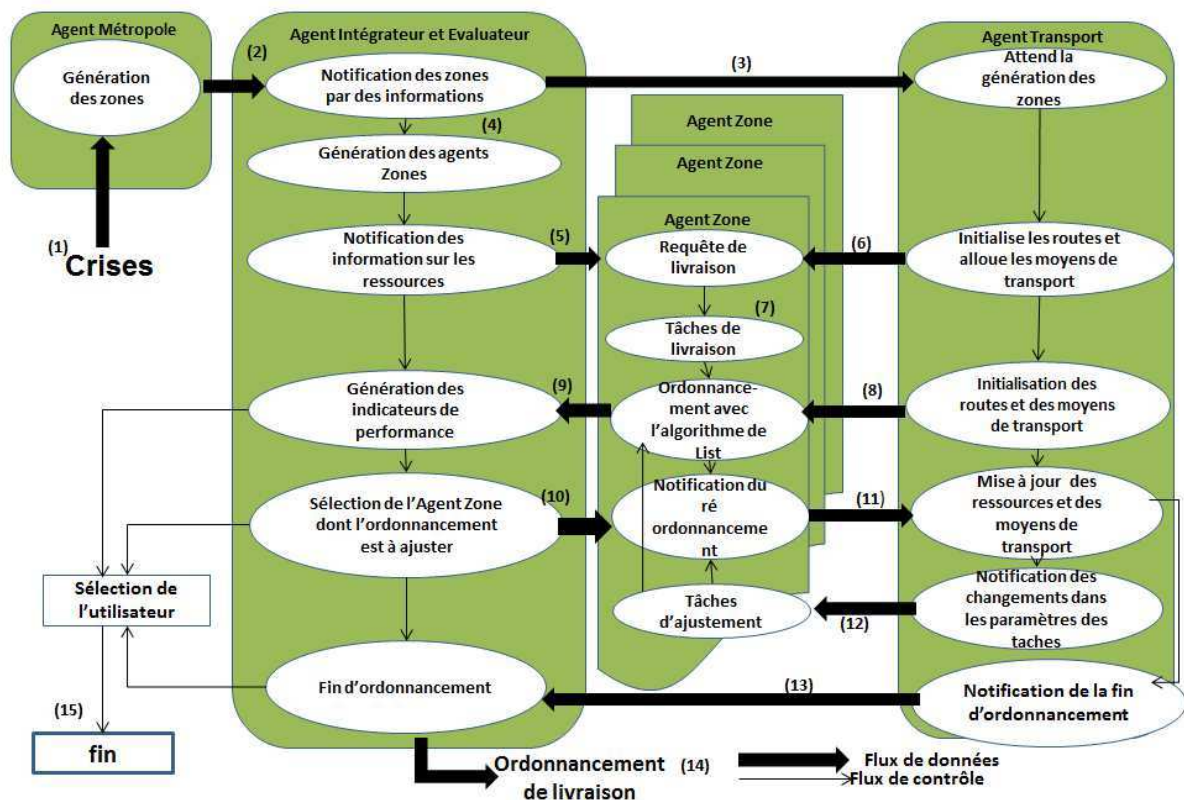 Agent Métropole
Génération
des zones
(1)
Crises
(2)
Agent Intégrateur et Evaluateur
Notification des zones
par des informations
(4)
Génération des agents
Zones
Notification des
information sur les
ressources
(5)
Génération des
indicateurs de
performance
(9)
Sélection de l'Agent Zone
dont l'ordonnancement
est à ajuster
(10)
Fin d'ordonnancement
(3)
Agent Zone
Agent Zone
Agent Zone
Requête de
livraison
(7)
Tâches de
livraison
Ordonnance-
ment avec
l'algorithme de
List
Notification du
ré
ordonnanceme
nt
Tâches
d'ajustement
(6)
(8)
(11)
(12)
(13)
Agent Transport
Attend la
génération des
zones
Initialise les routes et
alloue les moyens de
transport
Initialisation des
routes et des moyens
de transport
Mise à jour des
ressources et des
moyens de
transport
Notification des
changements dans
les paramètres des
taches
Notification de la fin
d'ordonnancement
Sélection de
l'utilisateur
(15)
fin
Ordonnancement
de livraison
(14)
Flux de données
Flux de contrôle